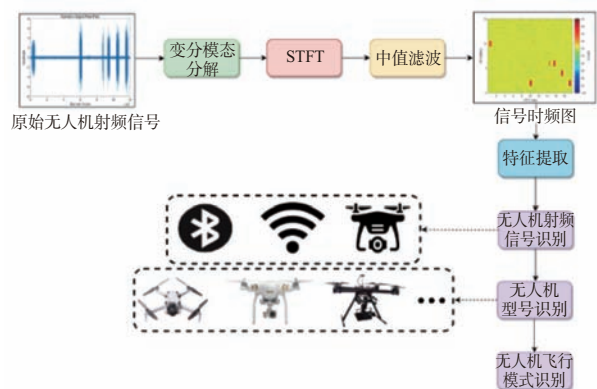 变分模态
分解
STFT
中值滤波
原始无人机射频信号
信号时频图
特征提取
无人机射频
信号识别
无人机
型号识别
无人机飞行
模式识别